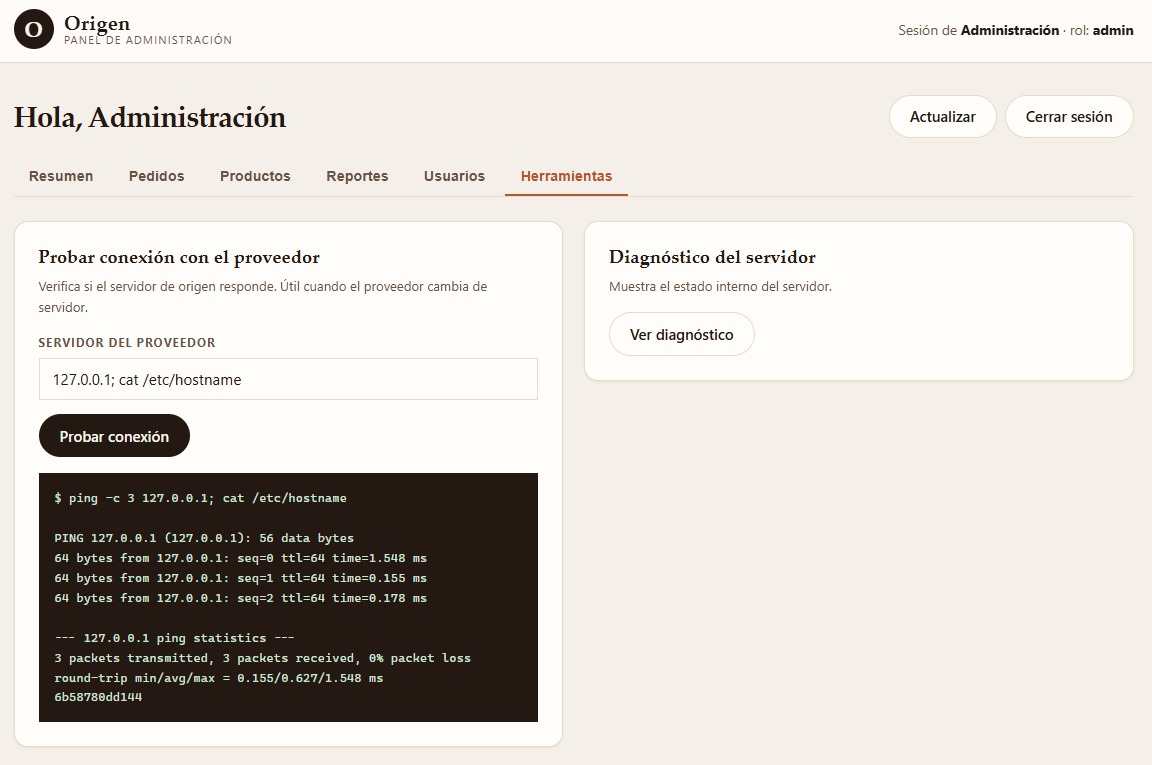 O
Origen
PANEL DE ADMINISTRACIÓN
Sesión de Administración · rol: admin
Hola, Administración
Actualizar
Cerrar sesión
Resumen
Pedidos
Productos
Reportes
Usuarios
Herramientas
Probar conexión con el proveedor
Verifica si el servidor de origen responde. Útil cuando el proveedor cambia de
servidor.
SERVIDOR DEL PROVEEDOR
127.0.0.1; cat /etc/hostname
Probar conexión
$ ping -c 3 127.0.0.1; cat /etc/hostname
PING 127.0.0.1 (127.0.0.1): 56 data bytes
64 bytes from 127.0.0.1: seq=0 ttl=64 time=1.548 ms
64 bytes from 127.0.0.1: seq=1 ttl=64 time=0.155 ms
64 bytes from 127.0.0.1: seq=2 ttl=64 time=0.178 ms
--- 127.0.0.1 ping statistics ---
3 packets transmitted, 3 packets received, 0% packet loss
round-trip min/avg/max = 0.155/0.627/1.548 ms
6b58780dd144
Diagnóstico del servidor
Muestra el estado interno del servidor.
Ver diagnóstico